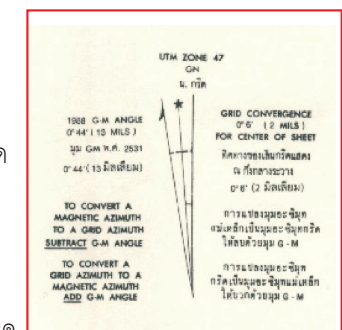 UTM ZONE 47
GN
น. กริด
1988 G-M ANGLE
0°44' ( 13 MILS )
มุม GM พ.ศ. 2531
0°44' ( 13 มิลเลียม)
TO CONVERT A
MAGNETIC AZIMUTH
TO A GRID AZIMUTH
SUBTRACT G-M ANGLE
TO CONVERT A
GRID AZIMUTH TO A
MAGNETIC AZIMUTH
ADD G-M ANGLE
GRID CONVERGENCE
0°6' ( 2 MILS )
FOR CENTER OF SHEET
ทิศทางของเส้นกริดแสดง
ณ กึ่งกลางระวาง
0°6' (2 มิลเลียม)
การแปลงมุมอะซิมุท
แม่เหล็กเป็นมุมอะซิมุทกริด
ให้ลบด้วยมุม G - M
การแปลงมุมอะซิมุท
กริดเป็นมุมอะซิมุทแม่เหล็ก
ให้บวกด้วยมุม G - M